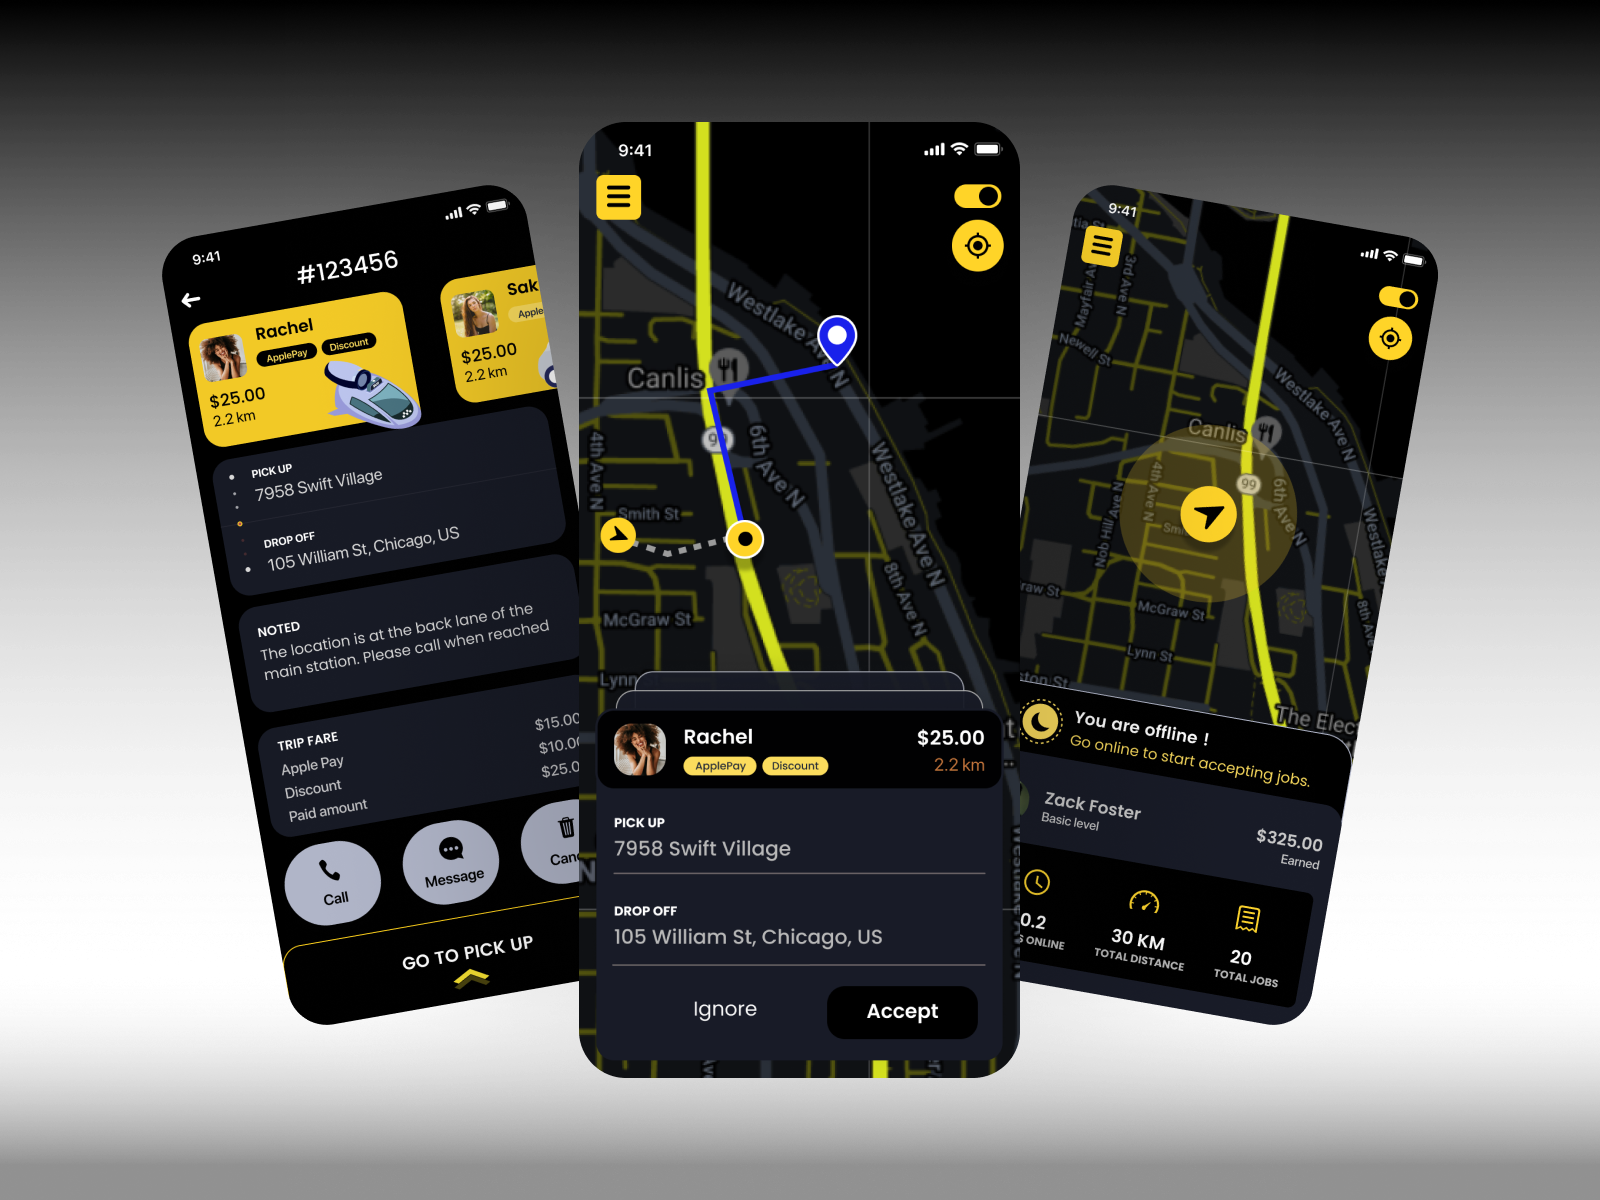 9:41
#123456
Rachel
ApplePay
Discount
$25.00
2.2 km
Sak
Apple
$25.00
2.2 km
PICK UP
7958 Swift Village
DROP OFF
105 William St, Chicago, US
NOTED
The location is at the back lane of the
main station. Please call when reached
TRIP FARE
Apple Pay
$15.00
Discount
$10.00
Paid amount
$25.0
Call
Message
Canc
GO TO PICK UP
9:41
Westlake Ave N
Canlis
99
6th Ave N
4th Ave N
Westlake Ave N
Smith St
8th Ave N
McGraw St
Lynn
Rachel
ApplePay
Discount
$25.00
2.2 km
PICK UP
7958 Swift Village
DROP OFF
105 William St, Chicago, US
Ignore
Accept
9:41
3rd Ave N
Mayfair Av
Newell St
Westlake Ave N
Canlis
99
4th Ave N
6th Ave N
Nob Hill Ave N
Smi
Westlake
raw St
McGraw St
8th Ave
Lynn St
ston St
The Elec
You are offline !
Go online to start accepting jobs.
Zack Foster
Basic level
$325.00
Earned
0.2
S ONLINE
30 KM
TOTAL DISTANCE
20
TOTAL JOBS